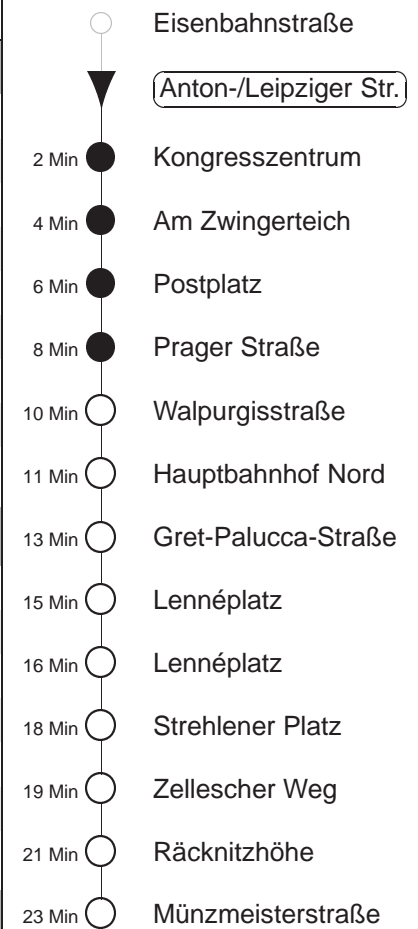 Eisenbahnstraße
Anton-/Leipziger Str.
2 Min Kongresszentrum
4 Min Am Zwingerteich
6 Min Postplatz
8 Min Prager Straße
10 Min Walpurgisstraße
11 Min Hauptbahnhof Nord
13 Min Gret-Palucca-Straße
15 Min Lennéplatz
16 Min Lennéplatz
18 Min Strehlener Platz
19 Min Zellescher Weg
21 Min Räcknitzhöhe
23 Min Münzmeisterstraße